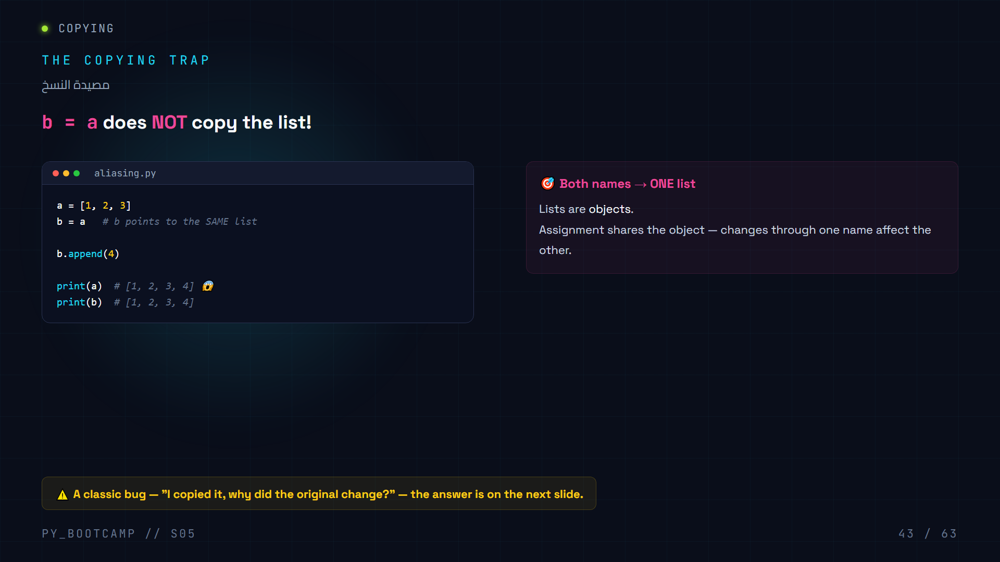 COPYING
THE COPYING TRAP
مصيدة النسخ
b = a does NOT copy the list!
aliasing.py
a = [1, 2, 3]
b = a   # b points to the SAME list
b.append(4)
print(a)  # [1, 2, 3, 4] 😱
print(b)  # [1, 2, 3, 4]
🎯 Both names → ONE list
Lists are objects.
Assignment shares the object — changes through one name affect the
other.
⚠️ A classic bug — ”I copied it, why did the original change?” — the answer is on the next slide.
PY_BOOTCAMP // S05
43 / 63